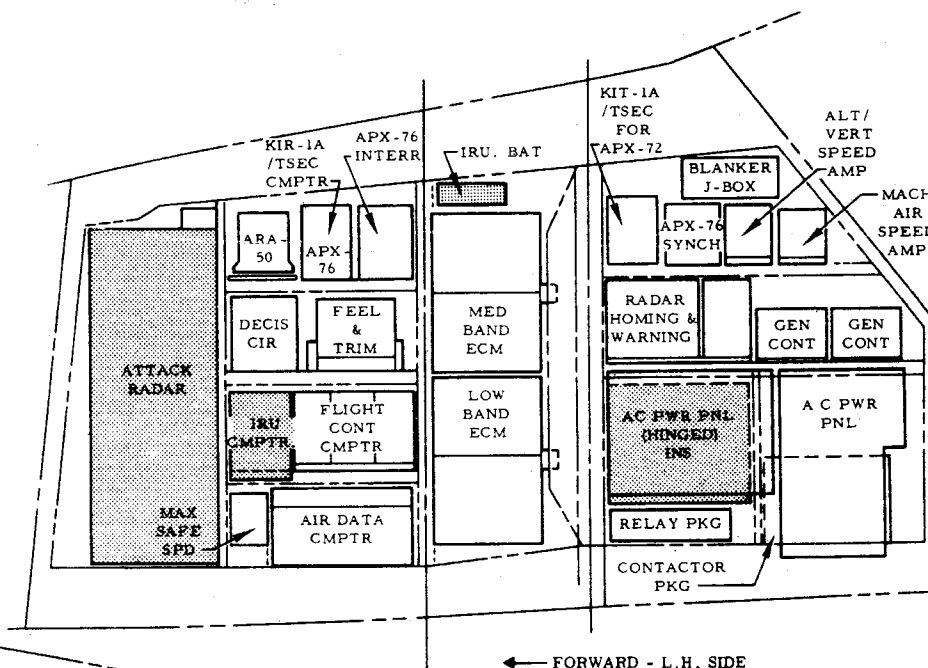 KIR-1A
/TSEC
CMPTR
APX-76
INTERR
IRU. BAT
KIT-1A
/TSEC
FOR
APX-72
ALT/
VERT
SPEED
AMP
BLANKER
J-BOX
MACH
AIR
SPEED
AMP
ARA-
50
APX-
76
APX-76
SYNCH
DECIS
CIR
FEEL
&
TRIM
MED
BAND
ECM
RADAR
HOMING &
WARNING
GEN
CONT
GEN
CONT
ATTACK
RADAR
IRU
CMPTR
FLIGHT
CONT
CMPTR
LOW
BAND
ECM
AC PWR PNL
(HINGED)
INS
A C PWR
PNL
MAX
SAFE
SPD
AIR DATA
CMPTR
RELAY PKG
CONTACTOR
PKG
FORWARD - L.H. SIDE